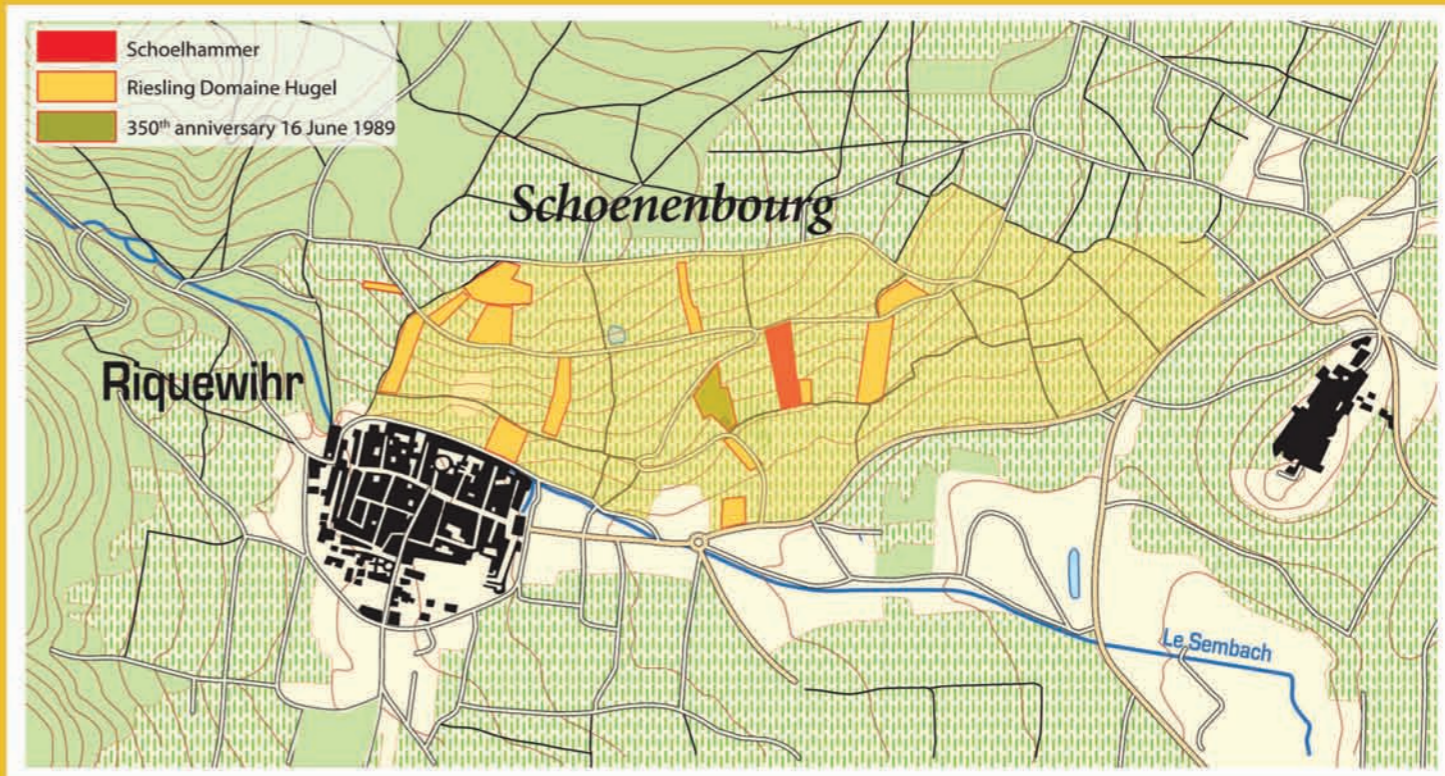 Schoelhammer
Riesling Domaine Hugel
350th anniversary 16 June 1989
Schoenenbourg
Riquewihr
Le Sembach